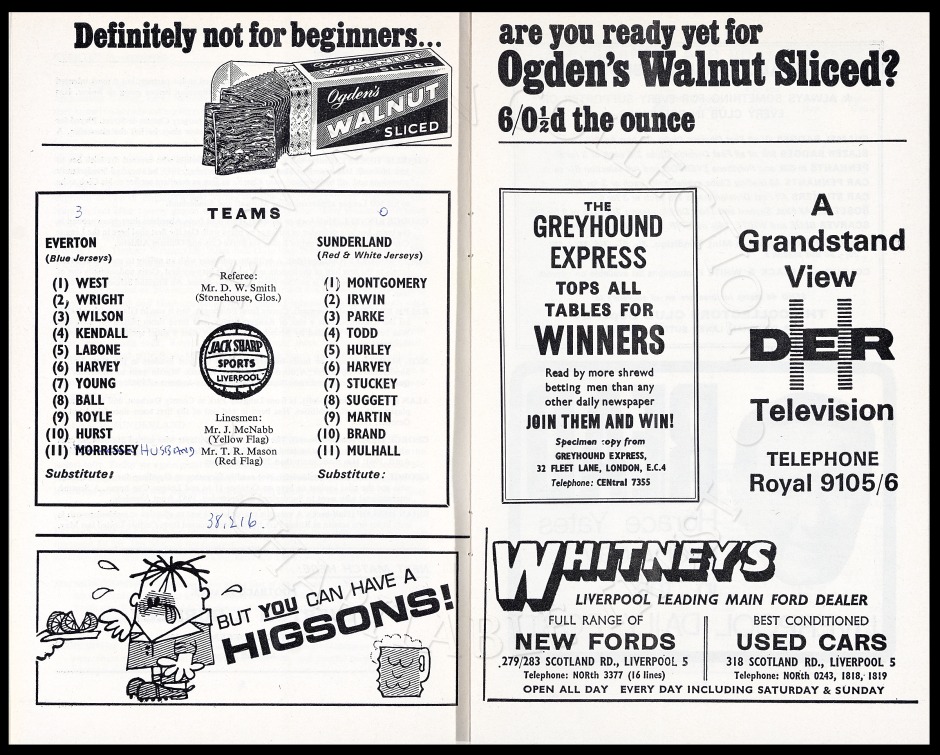 Definitely not for beginners...
Ogden's
WALNUT
SLICED
Ogden's
WALNUT
SLICED
3 TEAMS 0
EVERTON
(Blue Jerseys)
(1) WEST
(2) WRIGHT
(3) WILSON
(4) KENDALL
(5) LABONE
(6) HARVEY
(7) YOUNG
(8) BALL
(9) ROYLE
(10) HURST
(11) MORRISSEY HUSBAND
Substitute:
Referee:
Mr. D. W. Smith
(Stonehouse, Glos.)
JACK SHARP
SPORTS
LIVERPOOL
Linesmen:
Mr. J. McNabb
(Yellow Flag)
Mr. T. R. Mason
(Red Flag)
SUNDERLAND
(Red & White Jerseys)
(1) MONTGOMERY
(2) IRWIN
(3) PARKE
(4) TODD
(5) HURLEY
(6) HARVEY
(7) STUCKEY
(8) SUGGETT
(9) MARTIN
(10) BRAND
(11) MULHALL
Substitute:
38,216.
BUT YOU CAN HAVE A
HIGSONS!
are you ready yet for
Ogden's Walnut Sliced?
6/0½d the ounce
THE
GREYHOUND
EXPRESS
TOPS ALL
TABLES FOR
WINNERS
Read by more shrewd
betting men than any
other daily newspaper
JOIN THEM AND WIN!
Specimen copy from
GREYHOUND EXPRESS,
32 FLEET LANE, LONDON, E.C.4
Telephone: CENtral 7355
A
Grandstand
View
DER
Television
TELEPHONE
Royal 9105/6
WHITNEY'S
LIVERPOOL LEADING MAIN FORD DEALER
FULL RANGE OF
NEW FORDS
279/283 SCOTLAND RD., LIVERPOOL 5
Telephone: NORth 3377 (16 lines)
BEST CONDITIONED
USED CARS
318 SCOTLAND RD., LIVERPOOL 5
Telephone: NORth 0243, 1818, 1819
OPEN ALL DAY EVERY DAY INCLUDING SATURDAY & SUNDAY